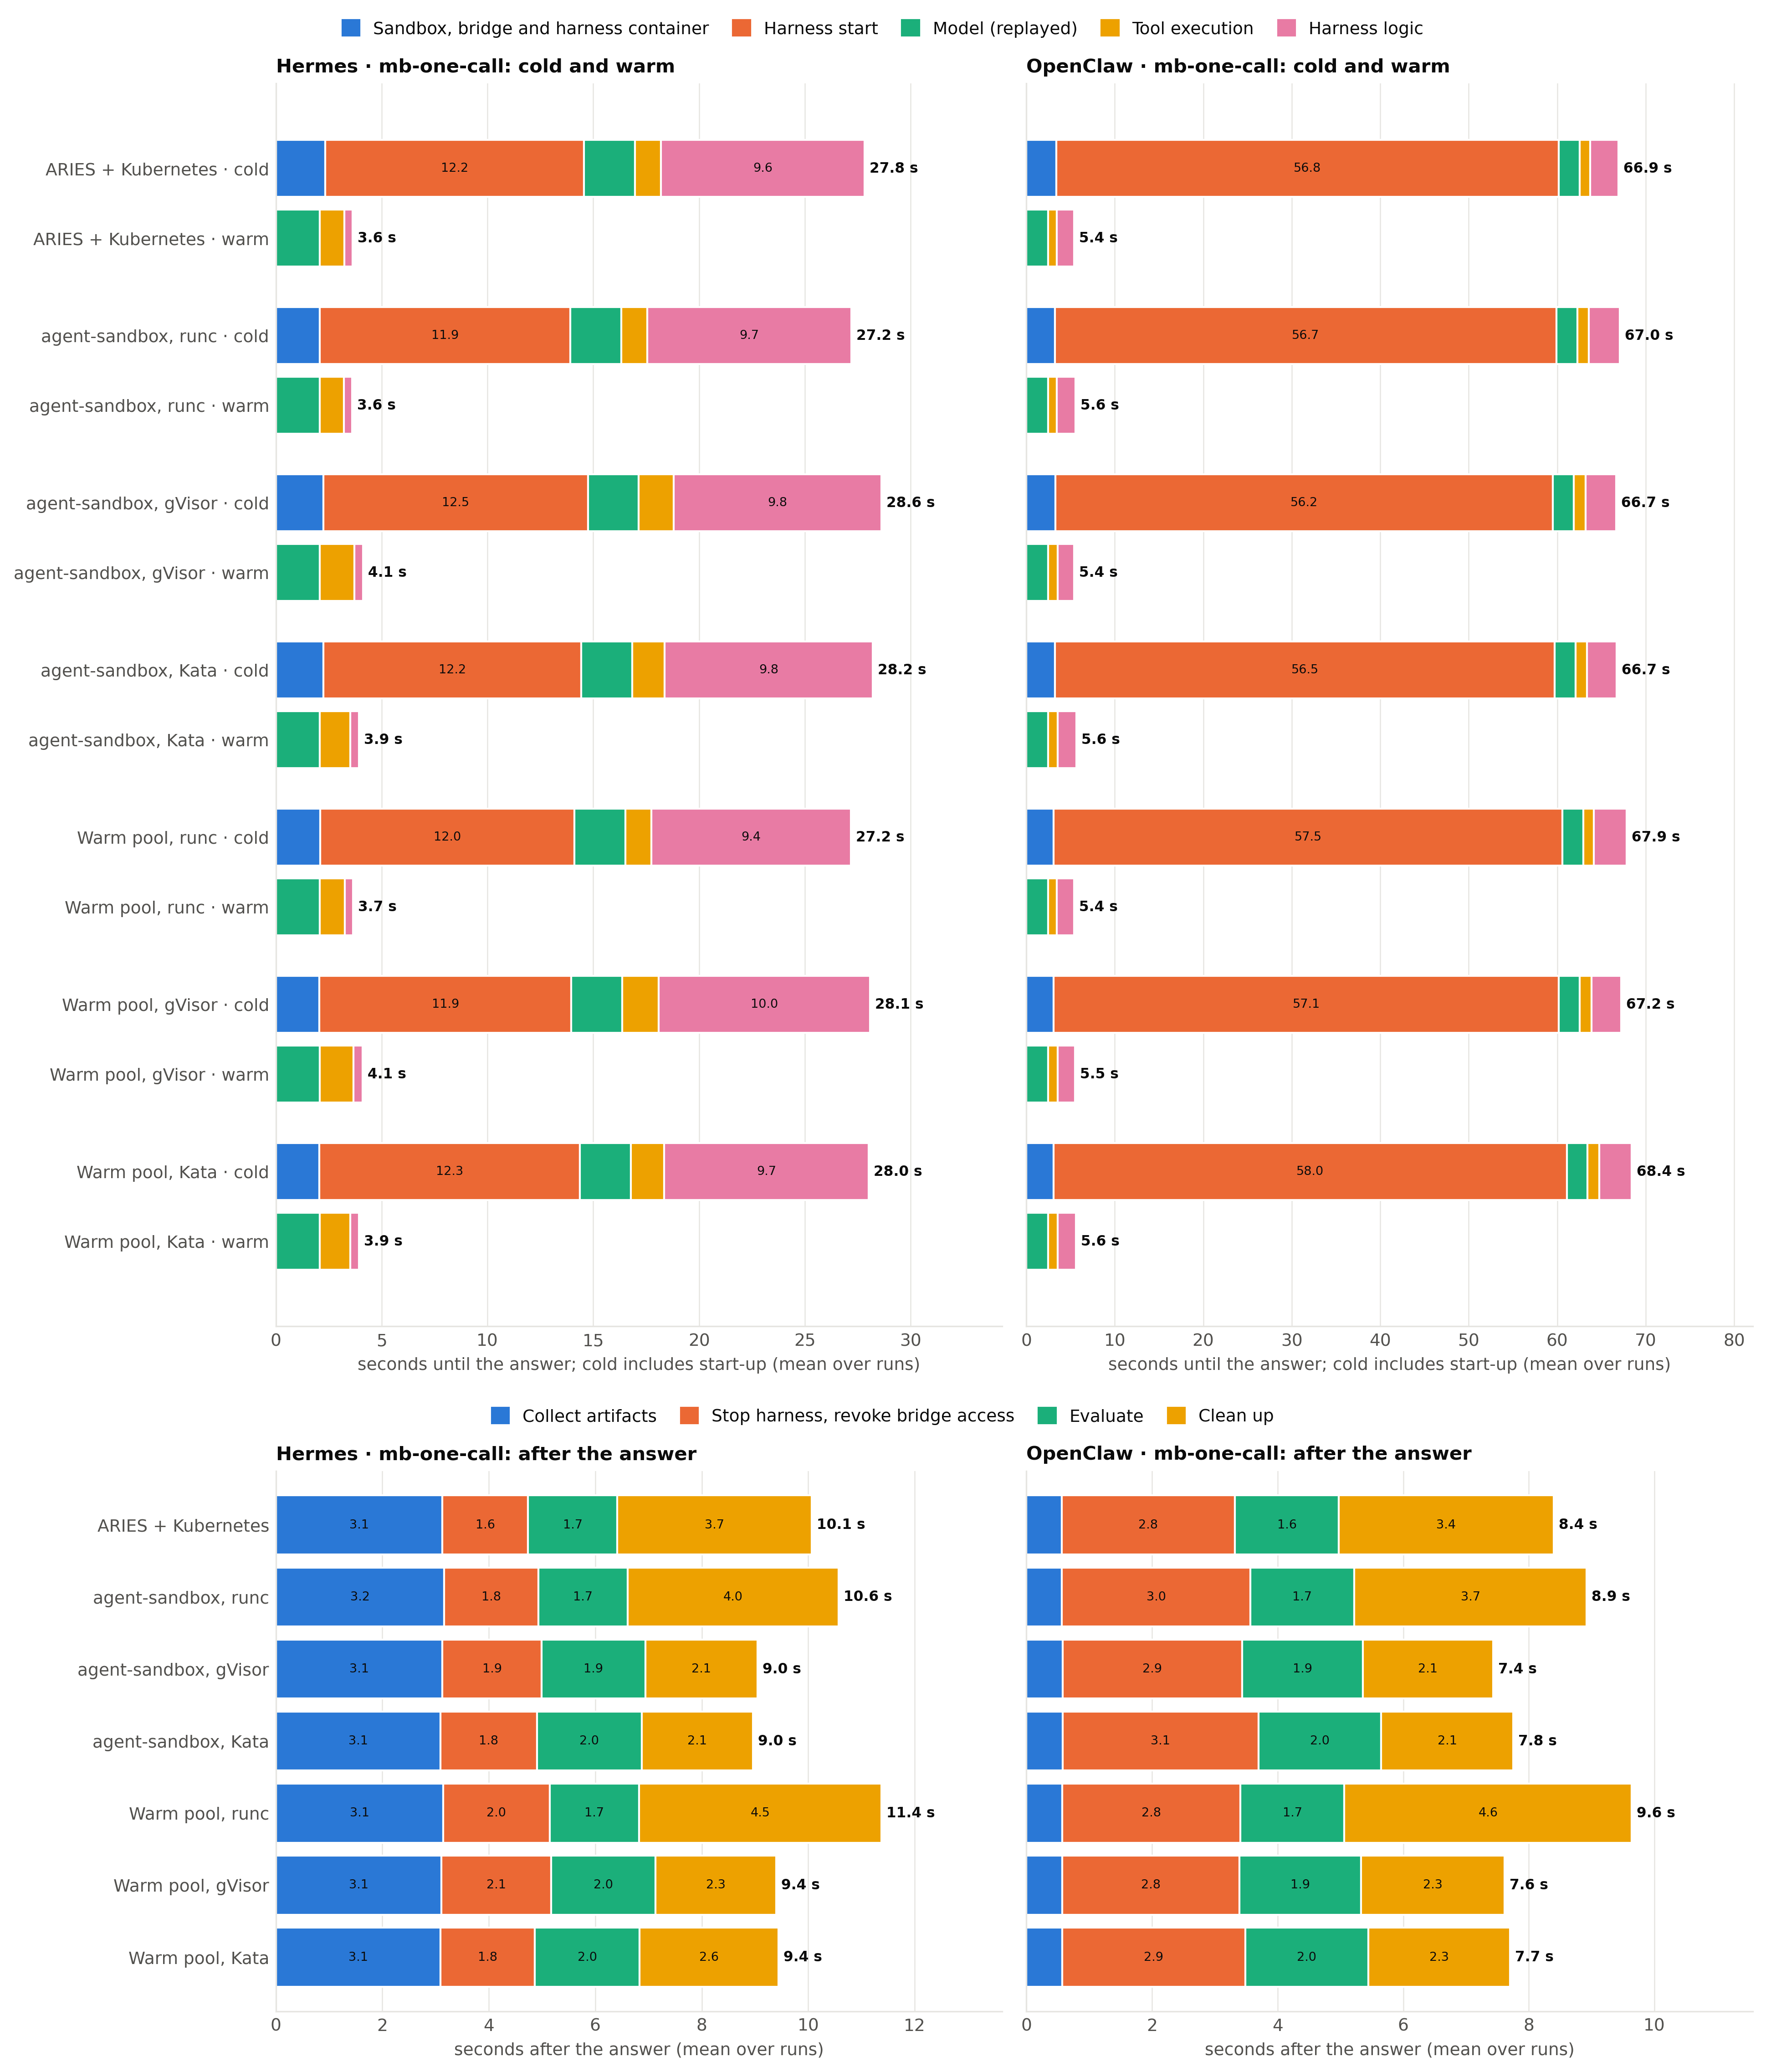 Sandbox, bridge and harness container Harness start Model (replayed) Tool execution Harness logic
Hermes · mb-one-call: cold and warm
ARIES + Kubernetes · cold 12.2 9.6 27.8 s
ARIES + Kubernetes · warm 3.6 s
agent-sandbox, runc · cold 11.9 9.7 27.2 s
agent-sandbox, runc · warm 3.6 s
agent-sandbox, gVisor · cold 12.5 9.8 28.6 s
agent-sandbox, gVisor · warm 4.1 s
agent-sandbox, Kata · cold 12.2 9.8 28.2 s
agent-sandbox, Kata · warm 3.9 s
Warm pool, runc · cold 12.0 9.4 27.2 s
Warm pool, runc · warm 3.7 s
Warm pool, gVisor · cold 11.9 10.0 28.1 s
Warm pool, gVisor · warm 4.1 s
Warm pool, Kata · cold 12.3 9.7 28.0 s
Warm pool, Kata · warm 3.9 s
0 5 10 15 20 25 30
seconds until the answer; cold includes start-up (mean over runs)
OpenClaw · mb-one-call: cold and warm
56.8 66.9 s
5.4 s
56.7 67.0 s
5.6 s
56.2 66.7 s
5.4 s
56.5 66.7 s
5.6 s
57.5 67.9 s
5.4 s
57.1 67.2 s
5.5 s
58.0 68.4 s
5.6 s
0 10 20 30 40 50 60 70 80
seconds until the answer; cold includes start-up (mean over runs)
Collect artifacts Stop harness, revoke bridge access Evaluate Clean up
Hermes · mb-one-call: after the answer
ARIES + Kubernetes 3.1 1.6 1.7 3.7 10.1 s
agent-sandbox, runc 3.2 1.8 1.7 4.0 10.6 s
agent-sandbox, gVisor 3.1 1.9 1.9 2.1 9.0 s
agent-sandbox, Kata 3.1 1.8 2.0 2.1 9.0 s
Warm pool, runc 3.1 2.0 1.7 4.5 11.4 s
Warm pool, gVisor 3.1 2.1 2.0 2.3 9.4 s
Warm pool, Kata 3.1 1.8 2.0 2.6 9.4 s
0 2 4 6 8 10 12
seconds after the answer (mean over runs)
OpenClaw · mb-one-call: after the answer
2.8 1.6 3.4 8.4 s
3.0 1.7 3.7 8.9 s
2.9 1.9 2.1 7.4 s
3.1 2.0 2.1 7.8 s
2.8 1.7 4.6 9.6 s
2.8 1.9 2.3 7.6 s
2.9 2.0 2.3 7.7 s
0 2 4 6 8 10
seconds after the answer (mean over runs)